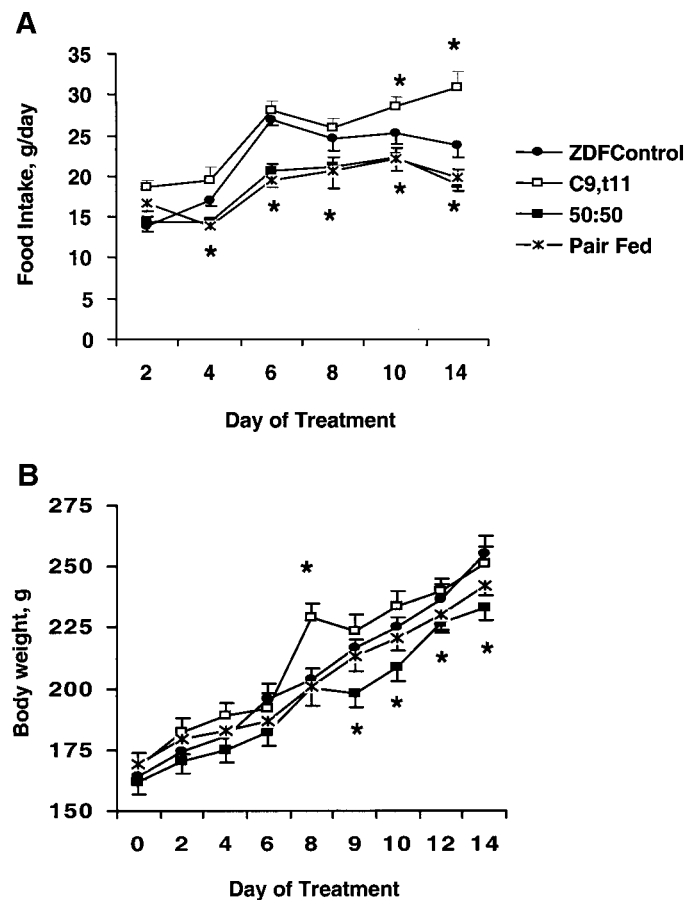 A
35
30
25
20
15
10
5
0
Food Intake, g/day
* *
* * * * *
2 4 6 8 10 14
Day of Treatment
ZDFControl
C9,t11
50:50
Pair Fed
B
275
250
225
200
175
150
Body weight, g
*
* * * *
0 2 4 6 8 9 10 12 14
Day of Treatment